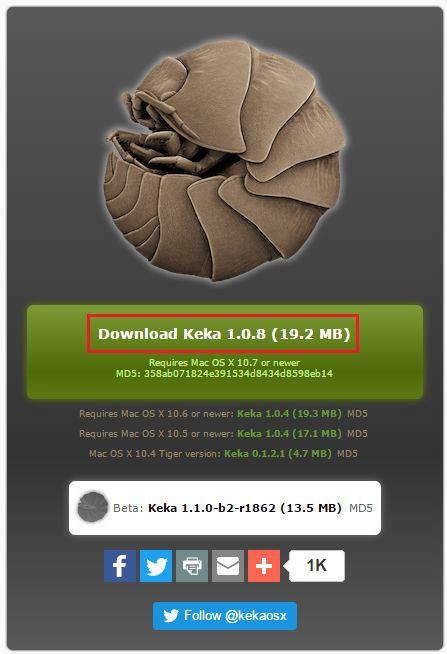 Download Keka 1.0.8 (19.2 MB)
Requires Mac OS X 10.7 or newer
MD5: 358ab071824e391534d8434d8598eb14
Requires Mac OS X 10.6 or newer: Keka 1.0.4 (19.3 MB) MD5
Requires Mac OS X 10.5 or newer: Keka 1.0.4 (17.1 MB) MD5
Mac OS X 10.4 Tiger version: Keka 0.1.2.1 (4.7 MB) MD5
Beta: Keka 1.1.0-b2-r1862 (13.5 MB) MD5
1K
Follow @kekaosx